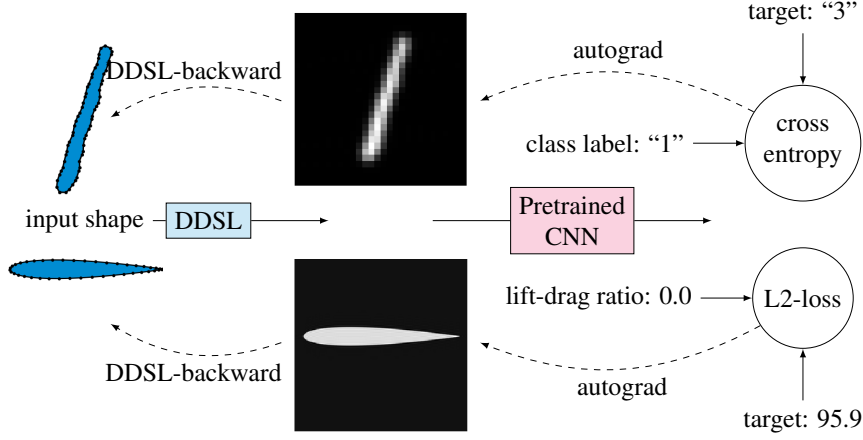 target: “3”
autograd
DDSL-backward
cross
entropy
class label: “1”
input shape
DDSL
Pretrained
CNN
lift-drag ratio: 0.0
L2-loss
DDSL-backward
autograd
target: 95.9